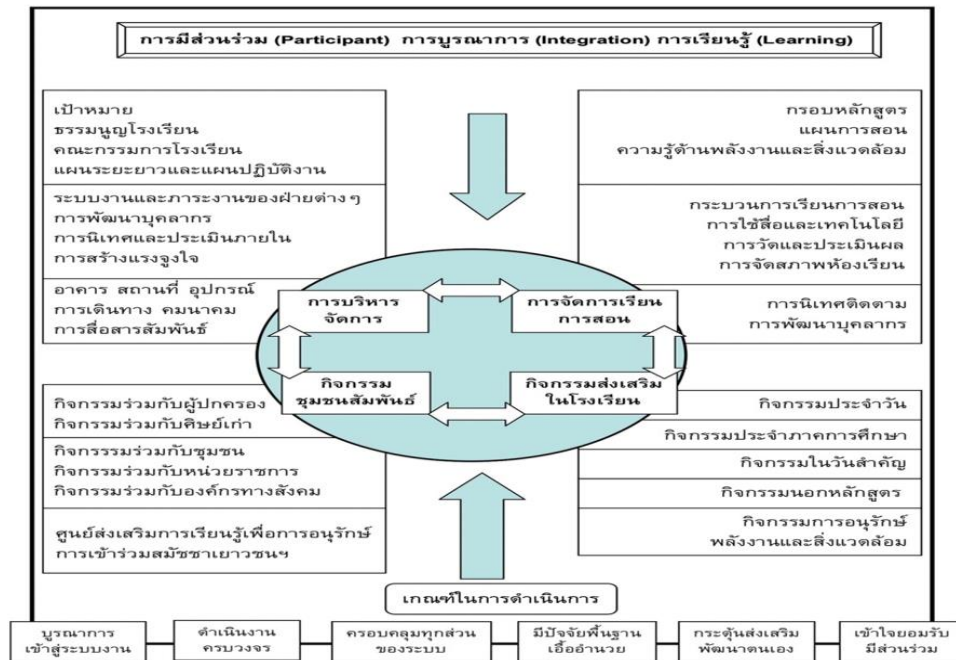 การมีส่วนร่วม (Participant) การบูรณาการ (Integration) การเรียนรู้ (Learning)
เป้าหมาย
ธรรมนูญโรงเรียน
คณะกรรมการโรงเรียน
แผนระยะยาวและแผนปฏิบัติงาน
ระบบงานและภาระงานของฝ่ายต่างๆ
การพัฒนาบุคลากร
การนิเทศและประเมินภายใน
การสร้างแรงจูงใจ
อาคาร สถานที่ อุปกรณ์
การเดินทาง คมนาคม
การสื่อสารสัมพันธ์
กรอบหลักสูตร
แผนการสอน
ความรู้ด้านพลังงานและสิ่งแวดล้อม
กระบวนการเรียนการสอน
การใช้สื่อและเทคโนโลยี
การวัดและประเมินผล
การจัดสภาพห้องเรียน
การนิเทศติดตาม
การพัฒนาบุคลากร
การบริหาร
จัดการ
การจัดการเรียน
การสอน
กิจกรรม
ชุมชนสัมพันธ์
กิจกรรมส่งเสริม
ในโรงเรียน
กิจกรรมร่วมกับผู้ปกครอง
กิจกรรมร่วมกับศิษย์เก่า
กิจกรรมร่วมกับชุมชน
กิจกรรมร่วมกับหน่วยราชการ
กิจกรรมร่วมกับองค์กรทางสังคม
ศูนย์ส่งเสริมการเรียนรู้เพื่อการอนุรักษ์
การเข้าร่วมสมัชชาเยาวชนฯ
กิจกรรมประจำวัน
กิจกรรมประจำภาคการศึกษา
กิจกรรมในวันสำคัญ
กิจกรรมนอกหลักสูตร
กิจกรรมการอนุรักษ์
พลังงานและสิ่งแวดล้อม
เกณฑ์ในการดำเนินการ
บูรณาการ
เข้าสู่ระบบงาน
ดำเนินงาน
ครบวงจร
ครอบคลุมทุกส่วน
ของระบบ
มีปัจจัยพื้นฐาน
เอื้ออำนวย
กระตุ้นส่งเสริม
พัฒนาตนเอง
เข้าใจยอมรับ
มีส่วนร่วม